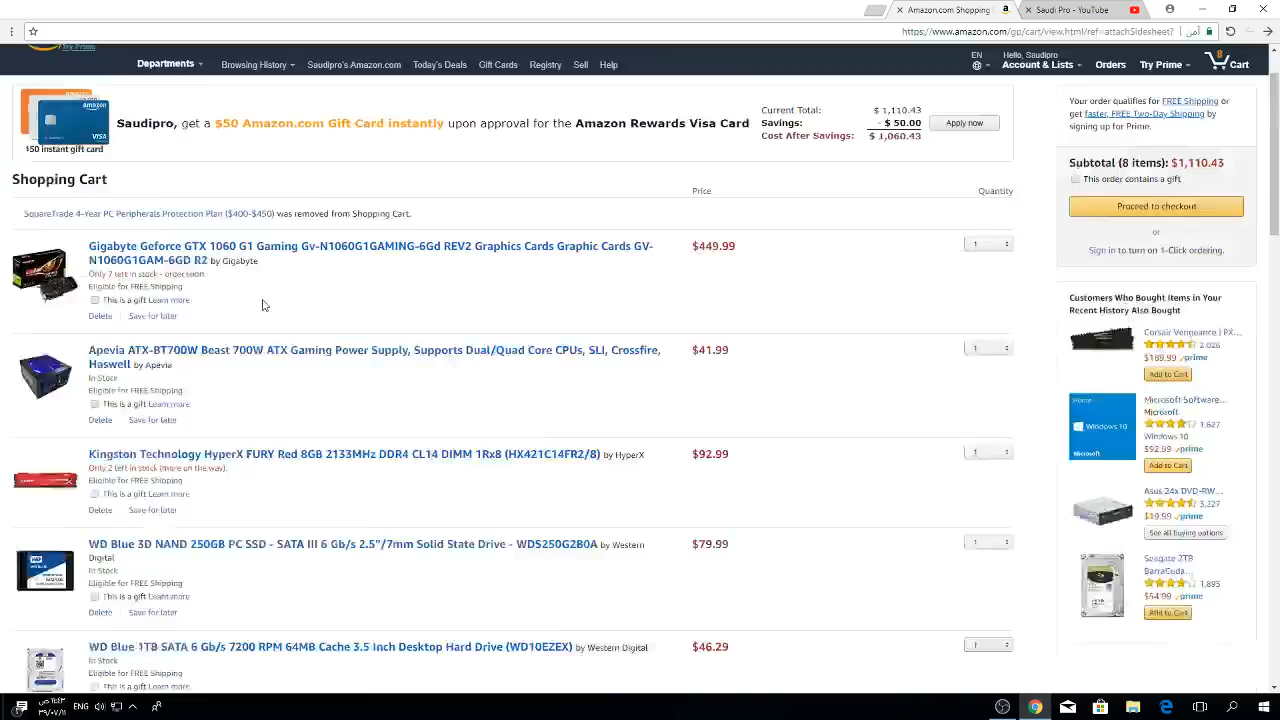 Amazon.com Shopping
Saudi Pro - YouTube
https://www.amazon.com/gp/cart/view.html/ref=attachSidesheet?
آمن
Try Prime
Departments
Browsing History
Saudipro's Amazon.com
Today's Deals
Gift Cards
Registry
Sell
Help
EN
Hello, Saudipro
Account & Lists
Orders
Try Prime
8
Cart
amazon
VISA
$50 instant gift card
Saudipro, get a $50 Amazon.com Gift Card instantly upon approval for the Amazon Rewards Visa Card
Current Total: $ 1,110.43
Savings: - $ 50.00
Cost After Savings: $ 1,060.43
Apply now
Shopping Cart
Price
Quantity
SquareTrade 4-Year PC Peripherals Protection Plan ($400-$450) was removed from Shopping Cart.
Gigabyte Geforce GTX 1060 G1 Gaming Gv-N1060G1GAMING-6Gd REV2 Graphics Cards Graphic Cards GV-
N1060G1GAM-6GD R2 by Gigabyte
Only 7 left in stock - order soon
Eligible for FREE Shipping
This is a gift Learn more
Delete
Save for later
$449.99
1
Apevia ATX-BT700W Beast 700W ATX Gaming Power Supply, Supports Dual/Quad Core CPUs, SLI, Crossfire,
Haswell by Apevia
In Stock
Eligible for FREE Shipping
This is a gift Learn more
Delete
Save for later
$41.99
1
Kingston Technology HyperX FURY Red 8GB 2133MHz DDR4 CL14 DIMM 1Rx8 (HX421C14FR2/8) by HyperX
Only 2 left in stock (more on the way).
Eligible for FREE Shipping
This is a gift Learn more
Delete
Save for later
$92.99
1
WD Blue 3D NAND 250GB PC SSD - SATA III 6 Gb/s 2.5"/7mm Solid State Drive - WDS250G2B0A by Western
Digital
In Stock
Eligible for FREE Shipping
This is a gift Learn more
Delete
Save for later
$79.99
1
WD Blue 1TB SATA 6 Gb/s 7200 RPM 64MB Cache 3.5 Inch Desktop Hard Drive (WD10EZEX) by Western Digital
In Stock
Eligible for FREE Shipping
This is a gift Learn more
$46.29
1
Your order qualifies for FREE Shipping or
get faster, FREE Two-Day Shipping by
signing up for Prime.
Subtotal (8 items): $1,110.43
This order contains a gift
Proceed to checkout
or
Sign in to turn on 1-Click ordering.
Customers Who Bought Items in Your
Recent History Also Bought
Corsair Vengeance LPX...
2,026
$189.99 prime
Add to Cart
Windows 10
Microsoft
Microsoft Software...
Microsoft
1,627
Windows 10
$92.99 prime
Add to Cart
Asus 24x DVD-RW...
3,227
$19.99 prime
See all buying options
Seagate 2TB
BarraCuda...
1,895
$54.99 prime
Add to Cart
ENG